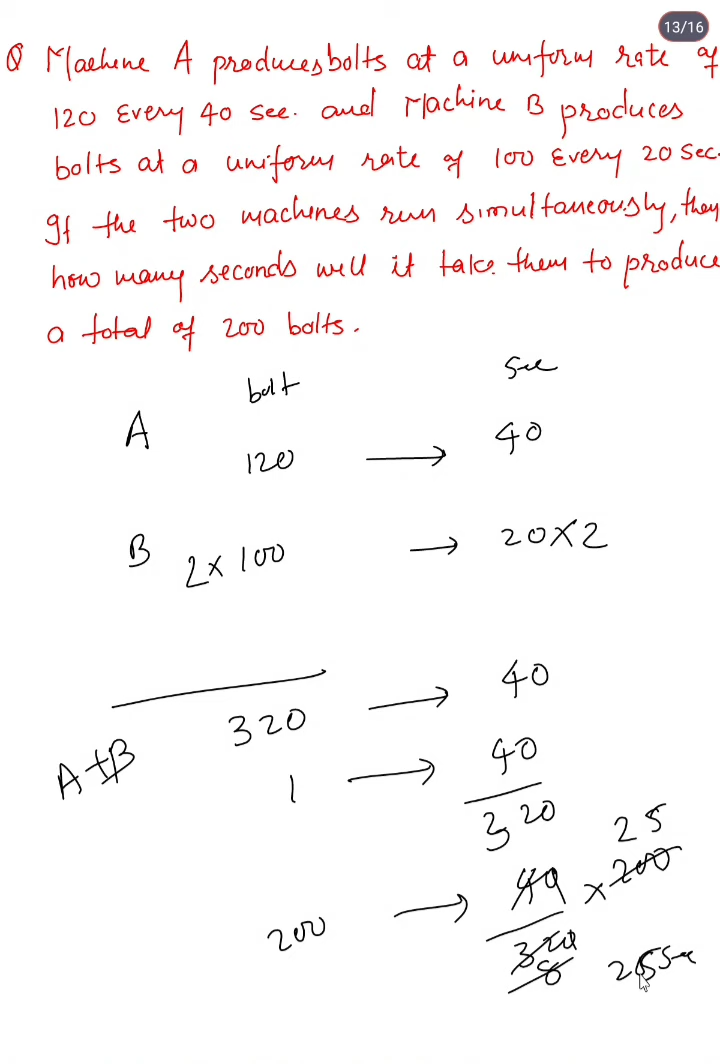 13/16
Q Machine A produces bolts at a uniform rate of
120 Every 40 sec. and Machine B produces
bolts at a uniform rate of 100 Every 20 Sec.
If the two machines run simultaneously, they
how many seconds will it take them to produce
a total of 200 bolts.
bolt sec
A 120 → 40
B 2 x 100 → 20 X 2
A+B 320 → 40
1 → 40
320
25
200 → 40 x 200
320
8 25 Sec